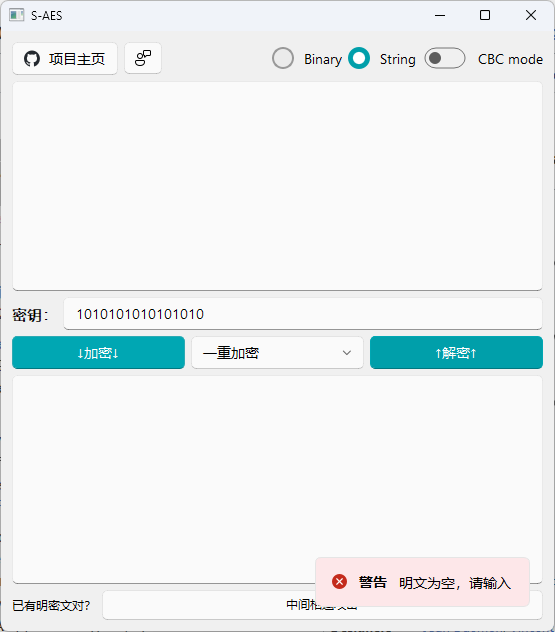 S-AES
项目主页
Binary
String
CBC mode
密钥：
1010101010101010
↓加密↓
一重加密
↑解密↑
警告 明文为空，请输入
已有明密文对?
中间相